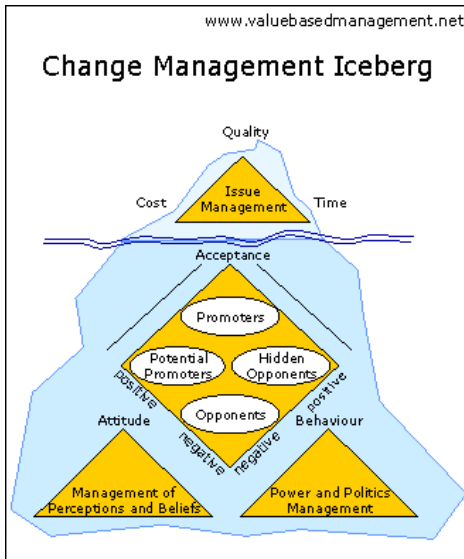 www.valuebasedmanagement.net
Change Management Iceberg
Quality
Cost
Issue
Management
Time
Acceptance
Promoters
Potential
Promoters
Hidden
Opponents
Opponents
positive
negative
negative
positive
Attitude
Behaviour
Management of
Perceptions and Beliefs
Power and Politics
Management